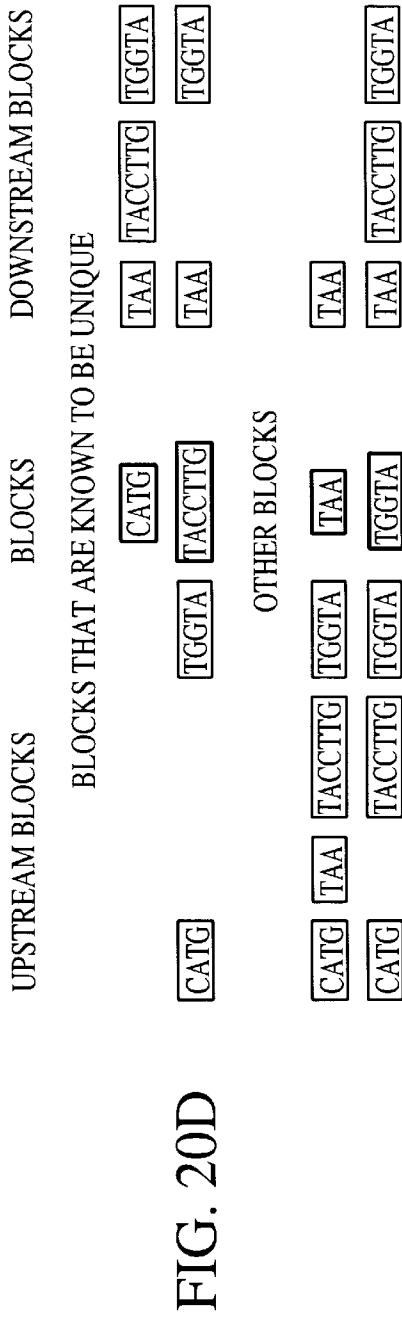 UPSTREAM BLOCKS BLOCKS DOWNSTREAM BLOCKS
BLOCKS THAT ARE KNOWN TO BE UNIQUE
CATG TAA TACCTTG TGGTA
FIG. 20D CATG TGGTA TACCTTG TAA TGGTA
OTHER BLOCKS
CATG TAA TACCTTG TGGTA TAA TAA
CATG TACCTTG TGGTA TGGTA TAA TACCTTG TGGTA